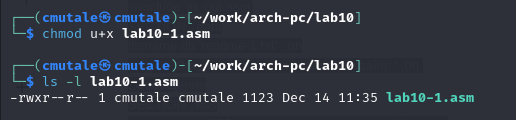 ┌──(cmutale㉿cmutale)-[~/work/arch-pc/lab10]
└─$ chmod u+x lab10-1.asm
┌──(cmutale㉿cmutale)-[~/work/arch-pc/lab10]
└─$ ls -l lab10-1.asm
-rwxr--r-- 1 cmutale cmutale 1123 Dec 14 11:35 lab10-1.asm